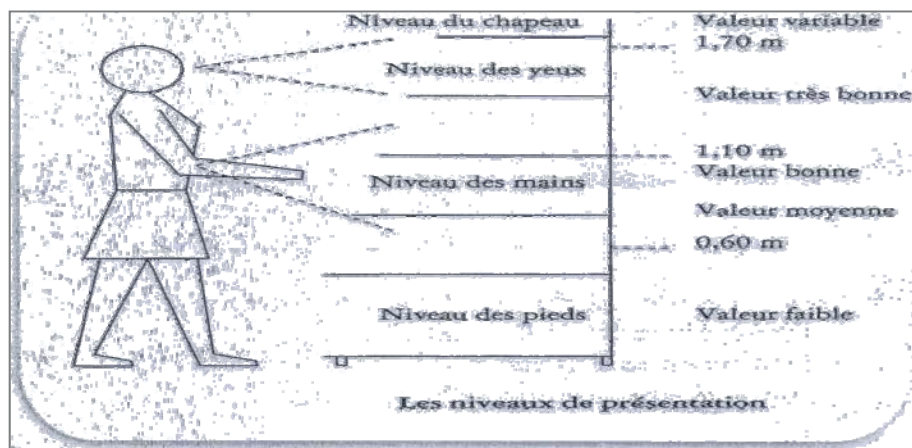 Niveau du chapeau
Valeur variable
1,70 m
Niveau des yeux
Valeur très bonne
1,10 m
Valeur bonne
Niveau des mains
Valeur moyenne
0,60 m
Niveau des pieds
Valeur faible
Les niveaux de présentation